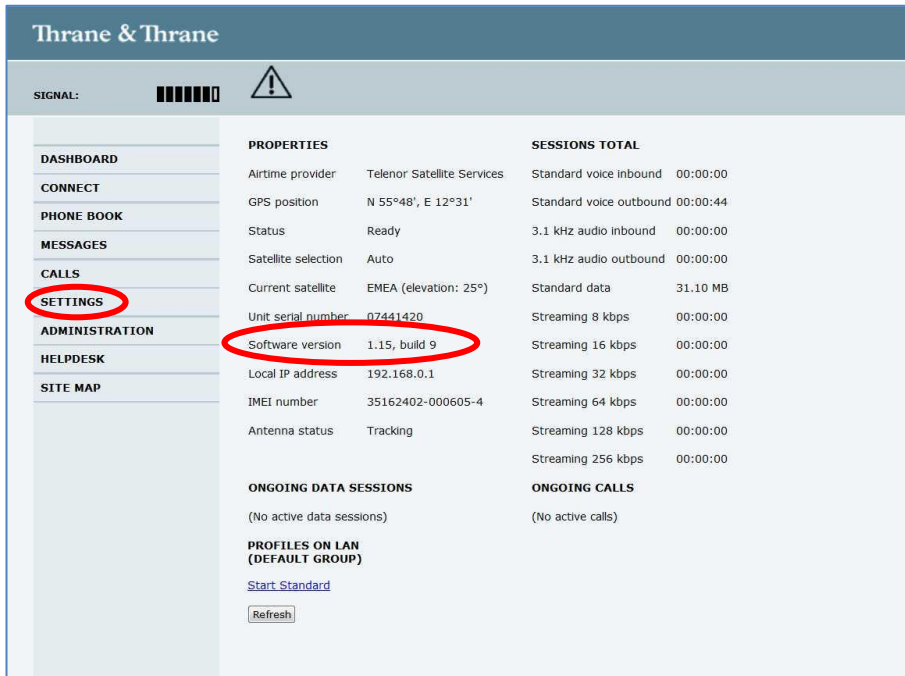 Thrane & Thrane
SIGNAL:
DASHBOARD
CONNECT
PHONE BOOK
MESSAGES
CALLS
SETTINGS
ADMINISTRATION
HELPDESK
SITE MAP
PROPERTIES
Airtime provider Telenor Satellite Services
GPS position N 55°48', E 12°31'
Status Ready
Satellite selection Auto
Current satellite EMEA (elevation: 25°)
Unit serial number 07441420
Software version 1.15, build 9
Local IP address 192.168.0.1
IMEI number 35162402-000605-4
Antenna status Tracking
SESSIONS TOTAL
Standard voice inbound 00:00:00
Standard voice outbound 00:00:44
3.1 kHz audio inbound 00:00:00
3.1 kHz audio outbound 00:00:00
Standard data 31.10 MB
Streaming 8 kbps 00:00:00
Streaming 16 kbps 00:00:00
Streaming 32 kbps 00:00:00
Streaming 64 kbps 00:00:00
Streaming 128 kbps 00:00:00
Streaming 256 kbps 00:00:00
ONGOING DATA SESSIONS
(No active data sessions)
ONGOING CALLS
(No active calls)
PROFILES ON LAN
(DEFAULT GROUP)
Start Standard
Refresh